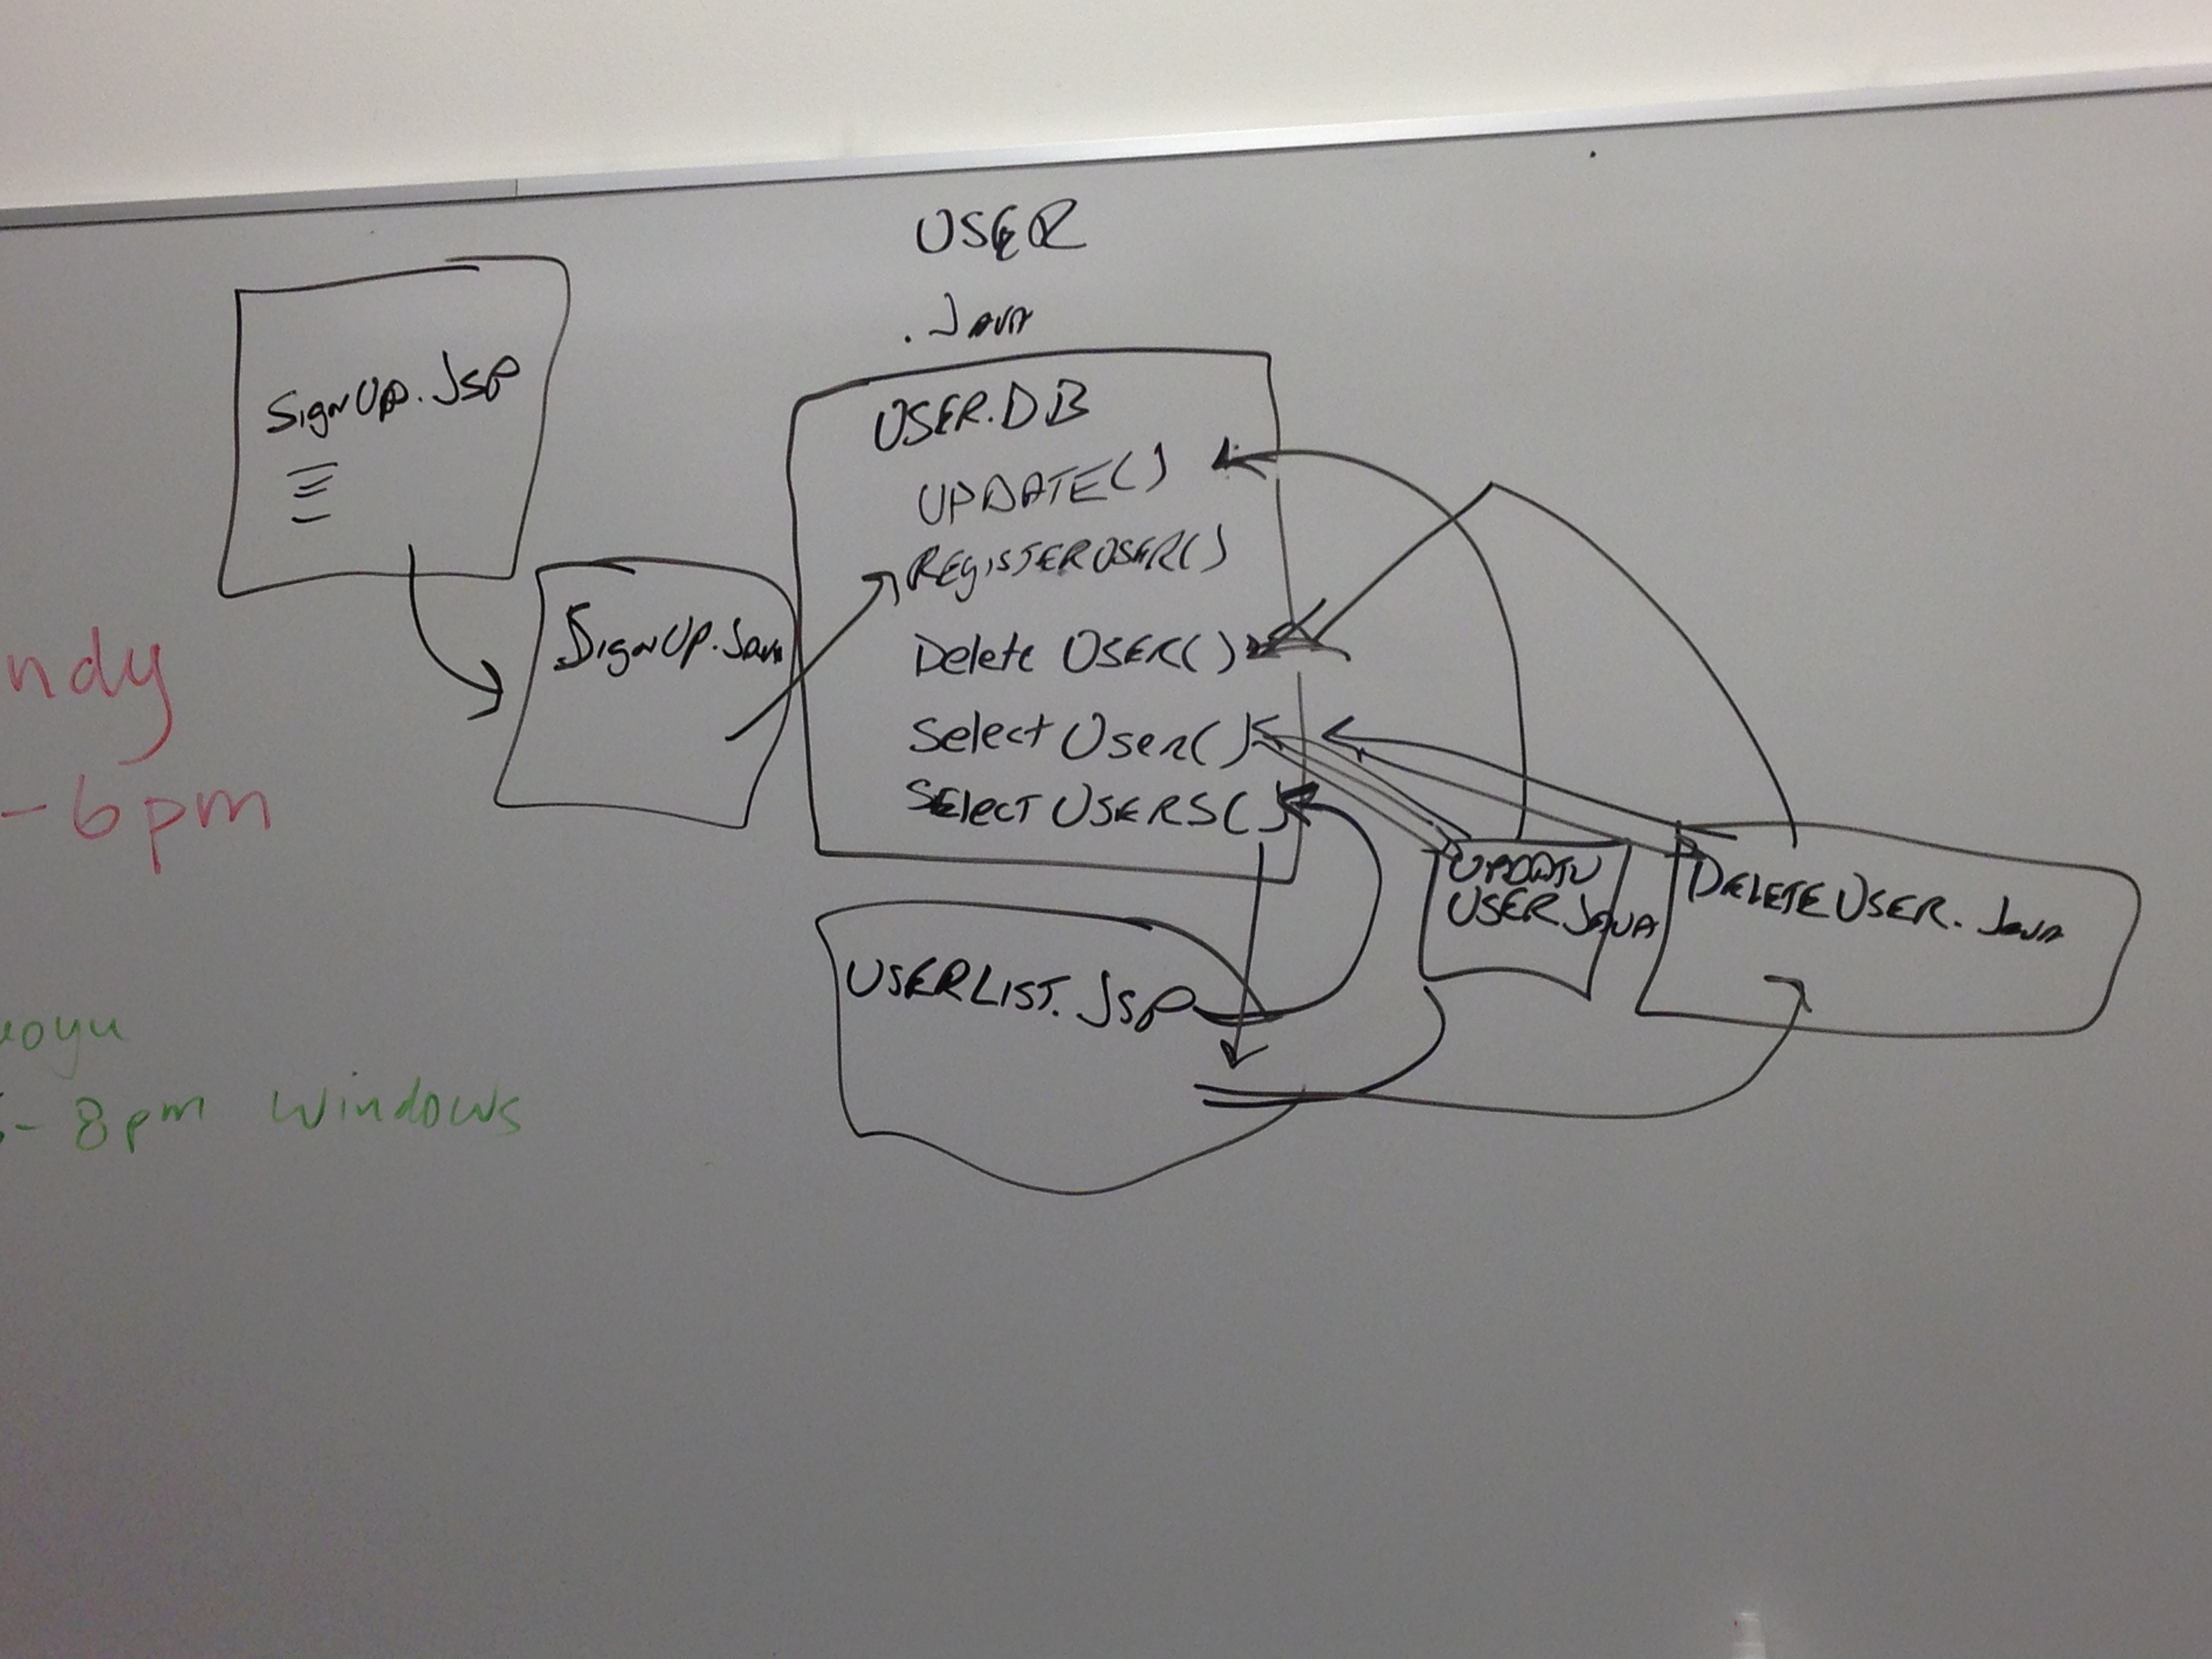 USER
.Java
SignUp.JSP
USER.DB
UPDATE()
REGISTERUSER()
SignUp.Java
Delete USER()
Select User()
Select USERS()
UPDATE
USER.JAVA
DELETEUSER.Java
USERLIST.JSP
ndy
-6pm
oyu
- 8pm Windows